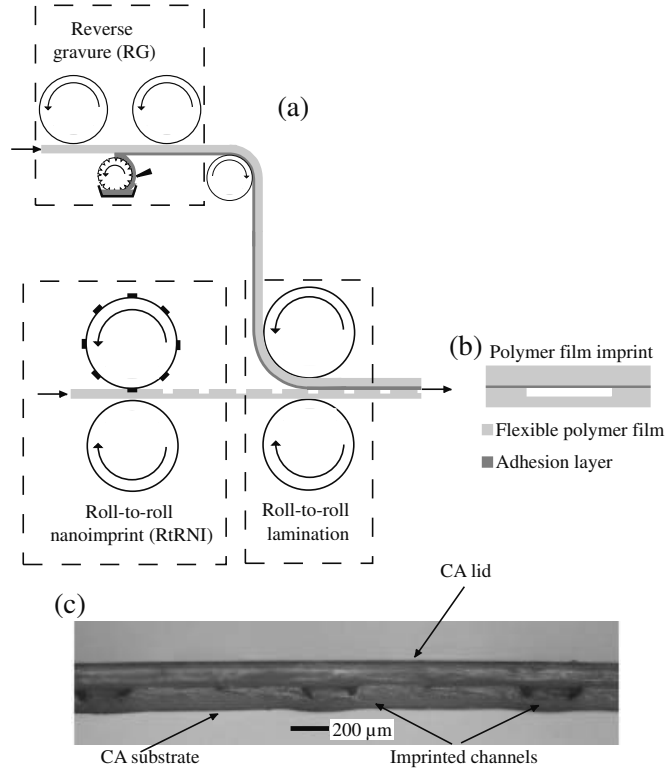 Reverse
gravure (RG)
(a)
(b)
Polymer film imprint
Flexible polymer film
Adhesion layer
Roll-to-roll
nanoimprint (RtRNI)
Roll-to-roll
lamination
(c)
CA lid
200 µm
CA substrate
Imprinted channels